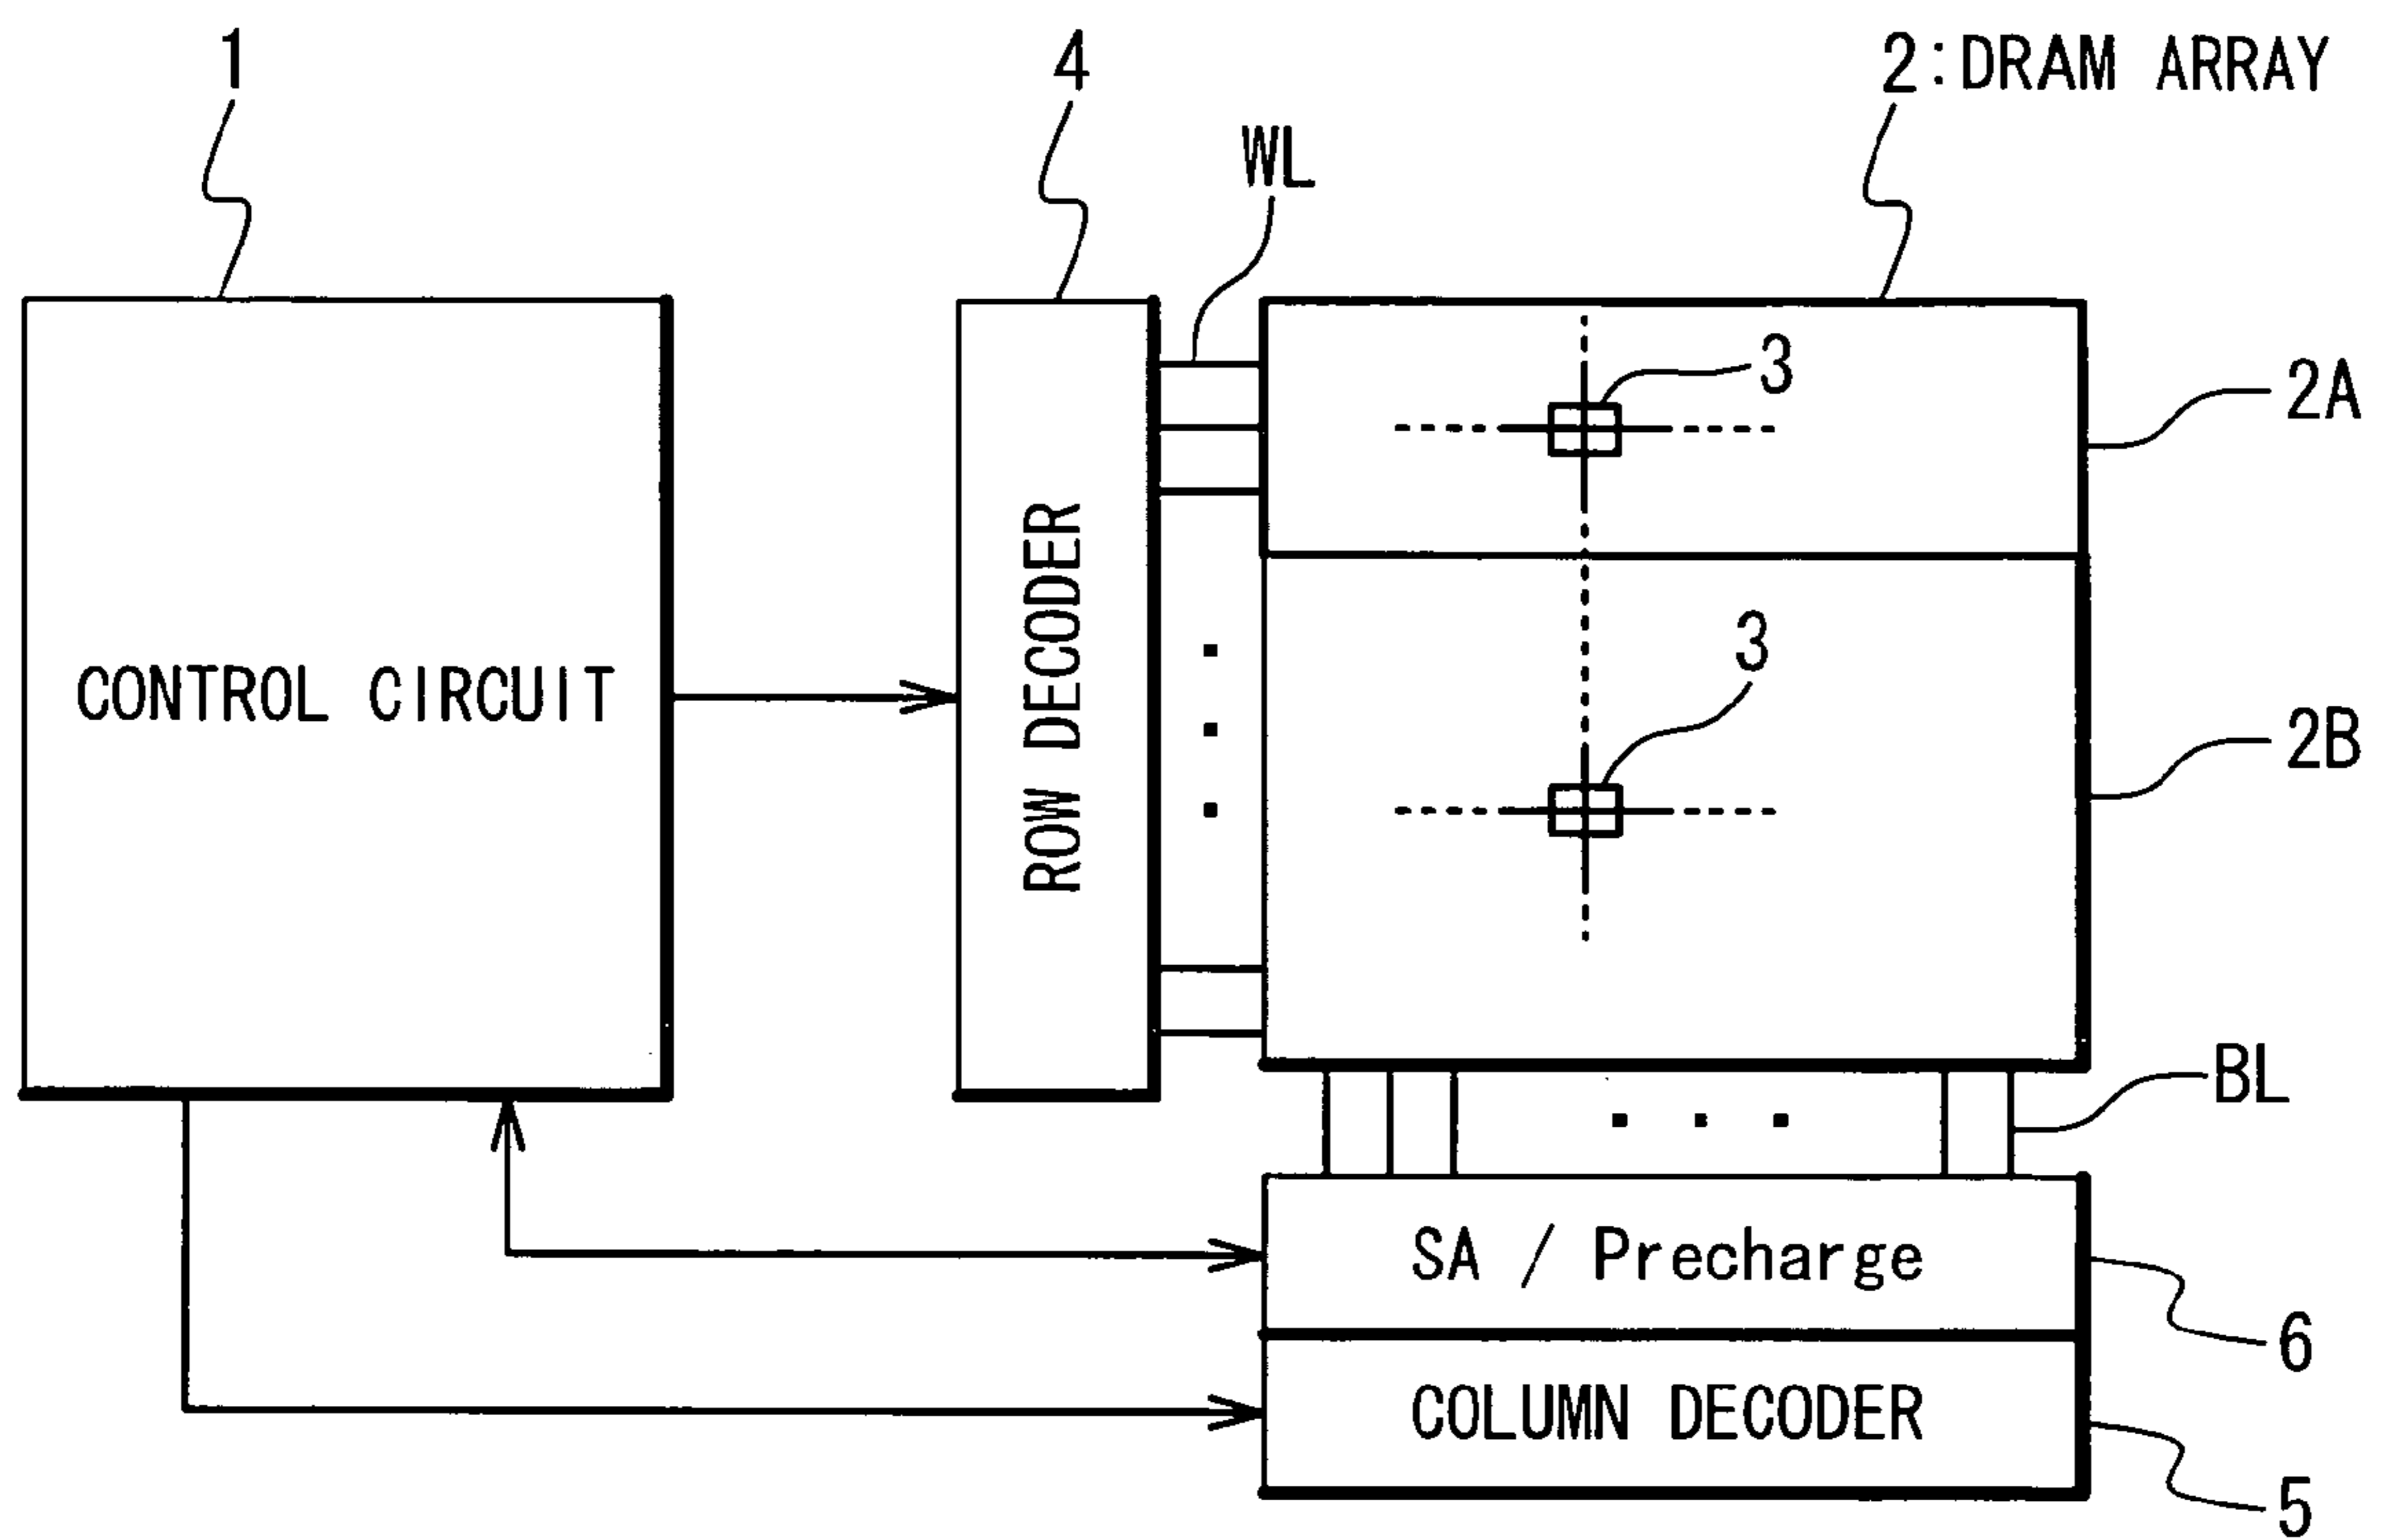 1
4
2:DRAM ARRAY
WL
3
2A
ROW DECODER
3
CONTROL CIRCUIT
2B
BL
SA / Precharge
6
COLUMN DECODER
5